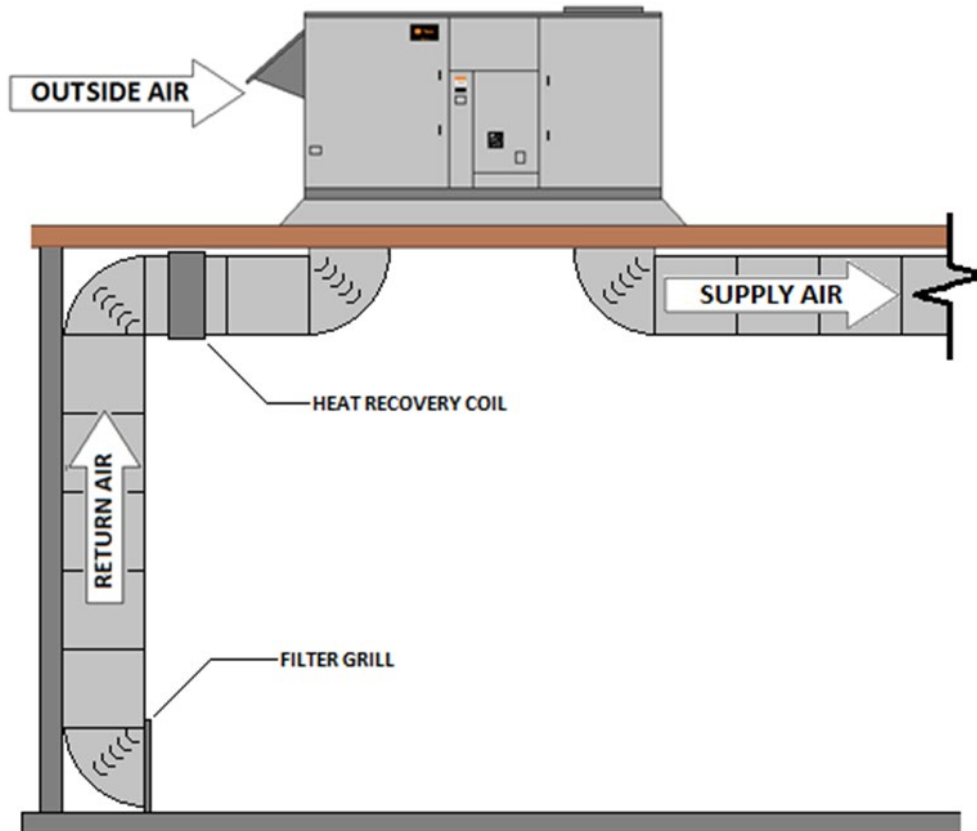 OUTSIDE AIR
SUPPLY AIR
HEAT RECOVERY COIL
RETURN AIR
FILTER GRILL